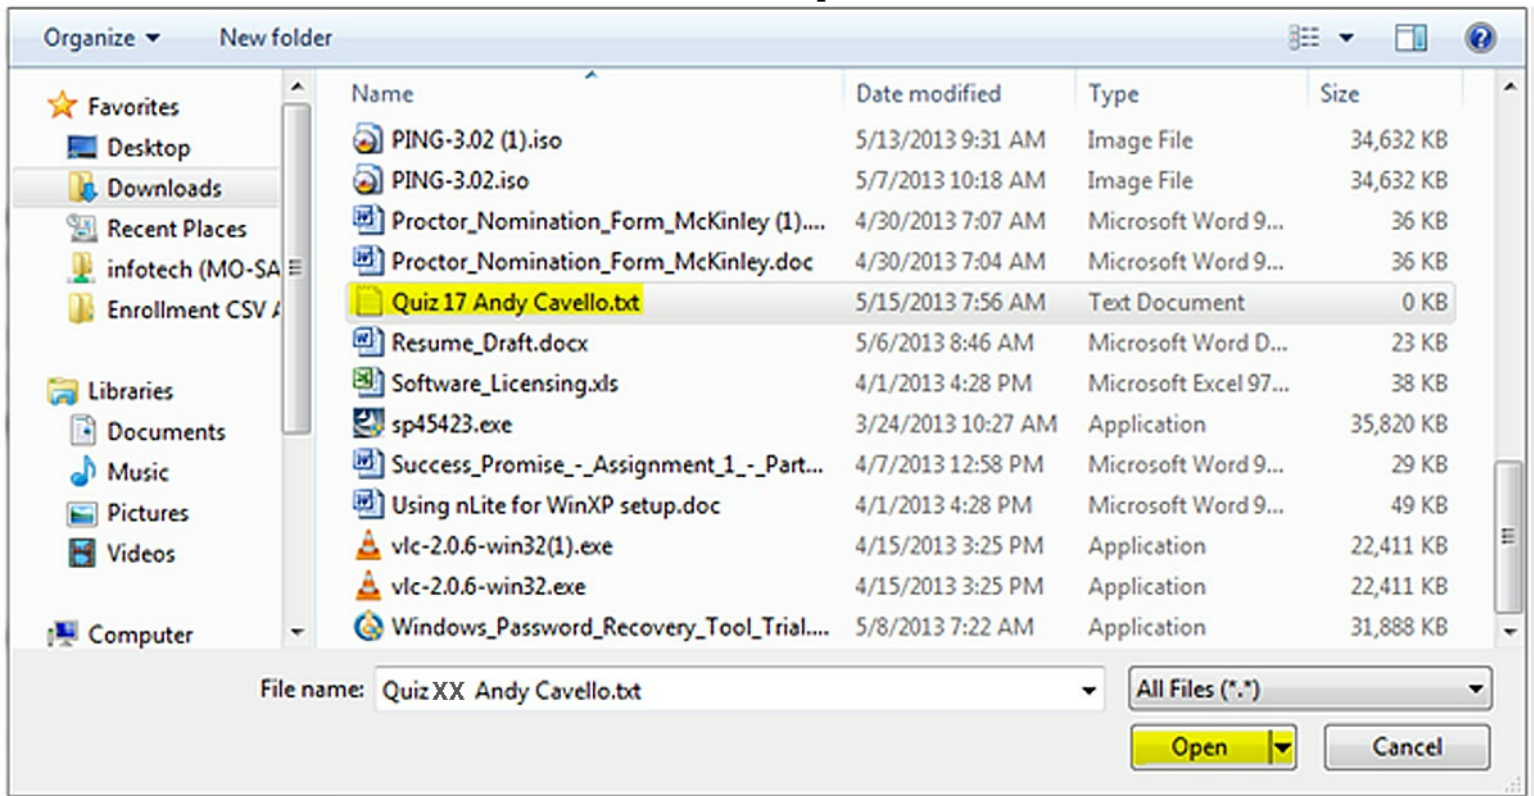 Organize New folder
Favorites
Desktop
Downloads
Recent Places
infotech (MO-SA
Enrollment CSV
Libraries
Documents
Music
Pictures
Videos
Computer
Name Date modified Type Size
PING-3.02 (1).iso 5/13/2013 9:31 AM Image File 34,632 KB
PING-3.02.iso 5/7/2013 10:18 AM Image File 34,632 KB
Proctor_Nomination_Form_McKinley (1).... 4/30/2013 7:07 AM Microsoft Word 9... 36 KB
Proctor_Nomination_Form_McKinley.doc 4/30/2013 7:04 AM Microsoft Word 9... 36 KB
Quiz 17 Andy Cavello.txt 5/15/2013 7:56 AM Text Document 0 KB
Resume_Draft.docx 5/6/2013 8:46 AM Microsoft Word D... 23 KB
Software_Licensing.xls 4/1/2013 4:28 PM Microsoft Excel 97... 38 KB
sp45423.exe 3/24/2013 10:27 AM Application 35,820 KB
Success_Promise_-_Assignment_1_-_Part... 4/7/2013 12:58 PM Microsoft Word 9... 29 KB
Using nLite for WinXP setup.doc 4/1/2013 4:28 PM Microsoft Word 9... 49 KB
vlc-2.0.6-win32(1).exe 4/15/2013 3:25 PM Application 22,411 KB
vlc-2.0.6-win32.exe 4/15/2013 3:25 PM Application 22,411 KB
Windows_Password_Recovery_Tool_Trial.... 5/8/2013 7:22 AM Application 31,888 KB
File name: Quiz XX Andy Cavello.txt All Files (*.*)
Open Cancel